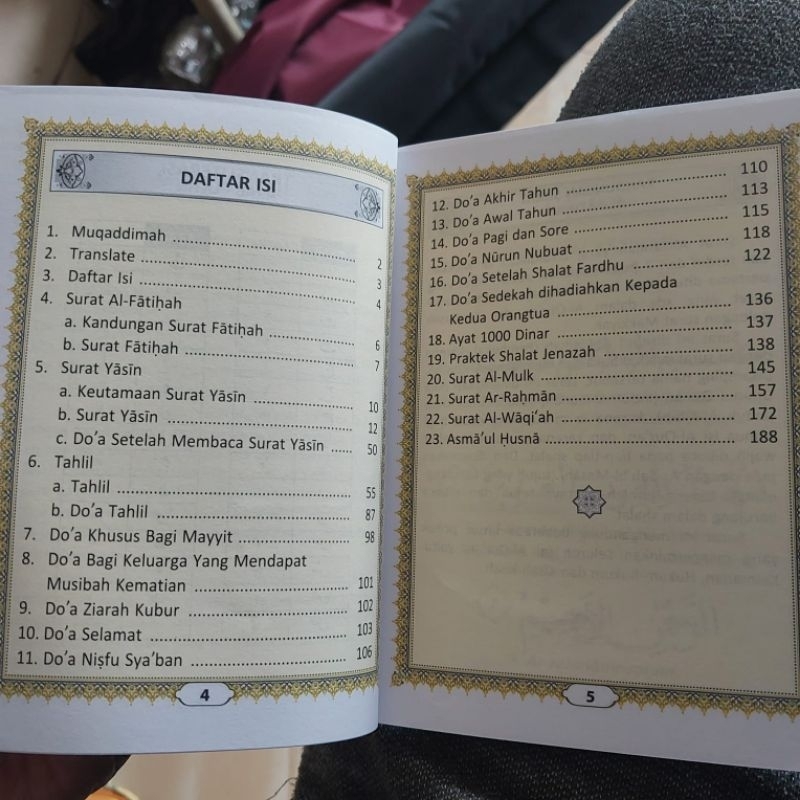 DAFTAR ISI
1. Muqaddimah ........ 2
2. Translate ........ 3
3. Daftar Isi ........ 4
4. Surat Al-Fātiḥah
a. Kandungan Surat Fātiḥah ........ 6
b. Surat Fātiḥah ........ 7
5. Surat Yāsīn
a. Keutamaan Surat Yāsīn ........ 10
b. Surat Yāsīn ........ 12
c. Do’a Setelah Membaca Surat Yāsīn ...... 50
6. Tahlil
a. Tahlil ........ 55
b. Do’a Tahlil ........ 87
7. Do’a Khusus Bagi Mayyit ........ 98
8. Do’a Bagi Keluarga Yang Mendapat
Musibah Kematian ........ 101
9. Do’a Ziarah Kubur ........ 102
10. Do’a Selamat ........ 103
11. Do’a Niṣfu Sya’ban ........ 106
4
12. Do’a Akhir Tahun ........ 110
13. Do’a Awal Tahun ........ 113
14. Do’a Pagi dan Sore ........ 115
15. Do’a Nūrun Nubuat ........ 118
16. Do’a Setelah Shalat Fardhu ........ 122
17. Do’a Sedekah dihadiahkan Kepada
Kedua Orangtua ........ 136
18. Ayat 1000 Dinar ........ 137
19. Praktek Shalat Jenazah ........ 138
20. Surat Al-Mulk ........ 145
21. Surat Ar-Raḥmān ........ 157
22. Surat Al-Wāqi’ah ........ 172
23. Asmā’ul Husnā ........ 188
5